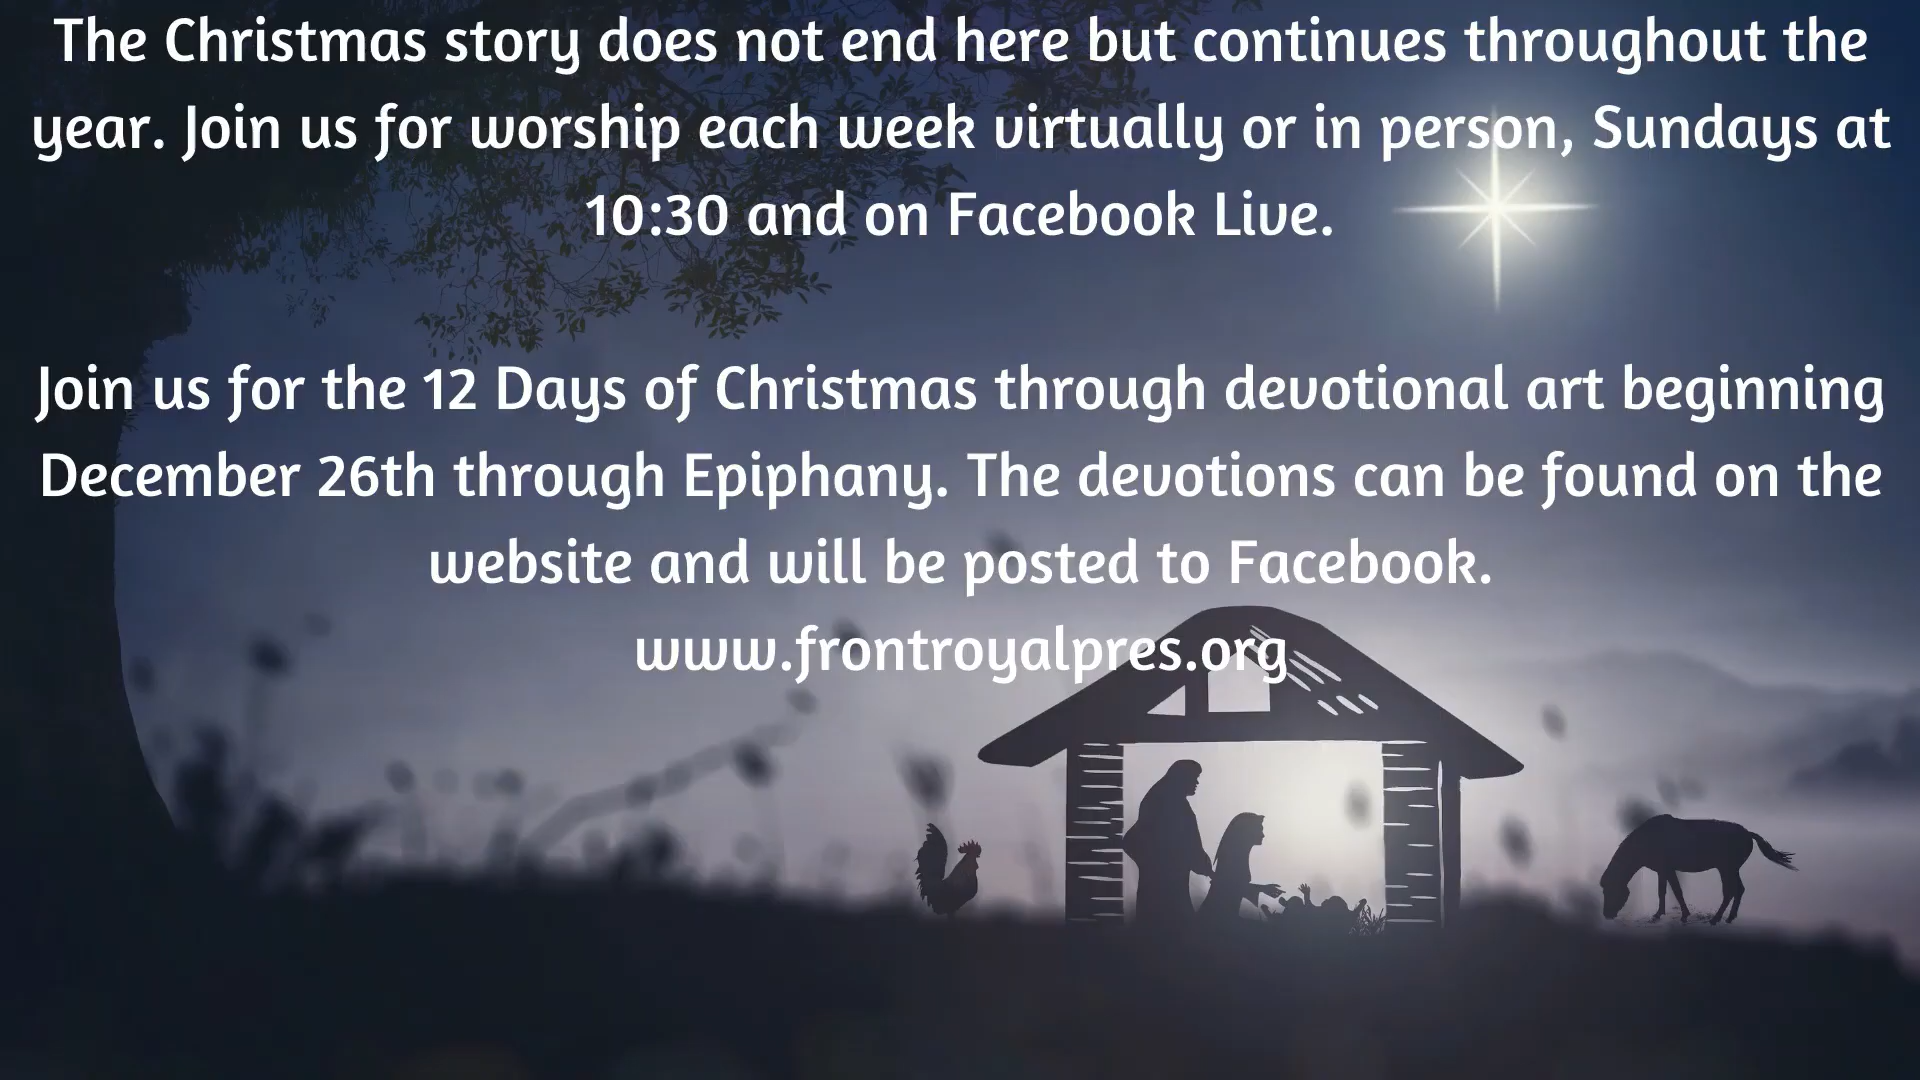 The Christmas story does not end here but continues throughout the
year. Join us for worship each week virtually or in person, Sundays at
10:30 and on Facebook Live.
Join us for the 12 Days of Christmas through devotional art beginning
December 26th through Epiphany. The devotions can be found on the
website and will be posted to Facebook.
www.frontroyalpres.org